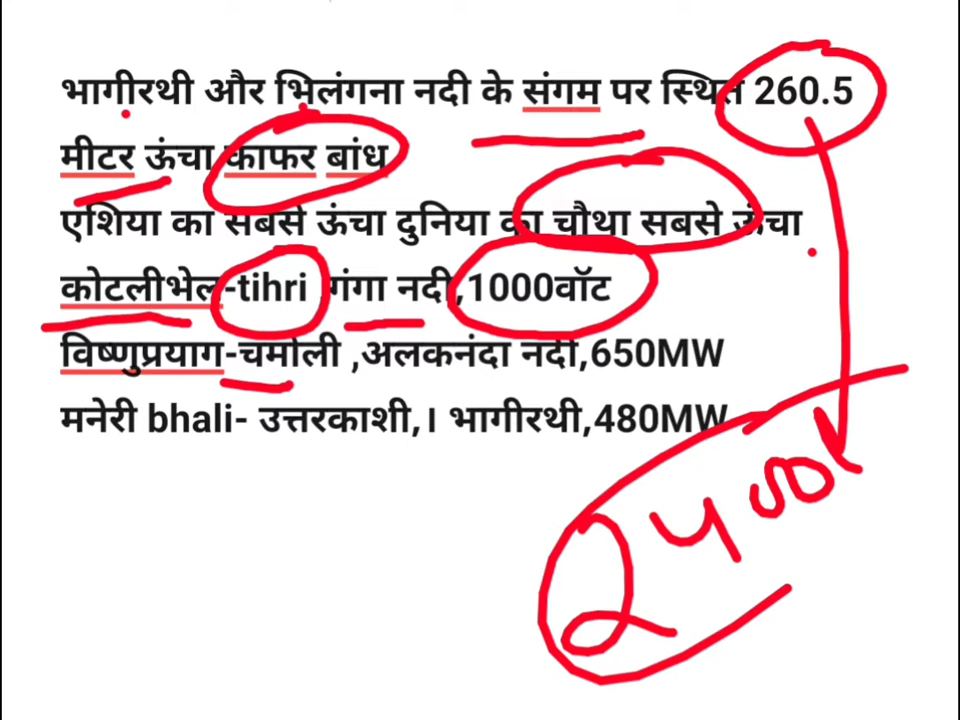 भागीरथी और भिलंगना नदी के संगम पर स्थित 260.5
मीटर ऊंचा काफर बांध
एशिया का सबसे ऊंचा दुनिया का चौथा सबसे ऊंचा
कोटलीभेल-tihri गंगा नदी,1000वॉट
विष्णुप्रयाग-चमोली ,अलकनंदा नदी,650MW
मनेरी bhali- उत्तरकाशी,। भागीरथी,480MW
2400